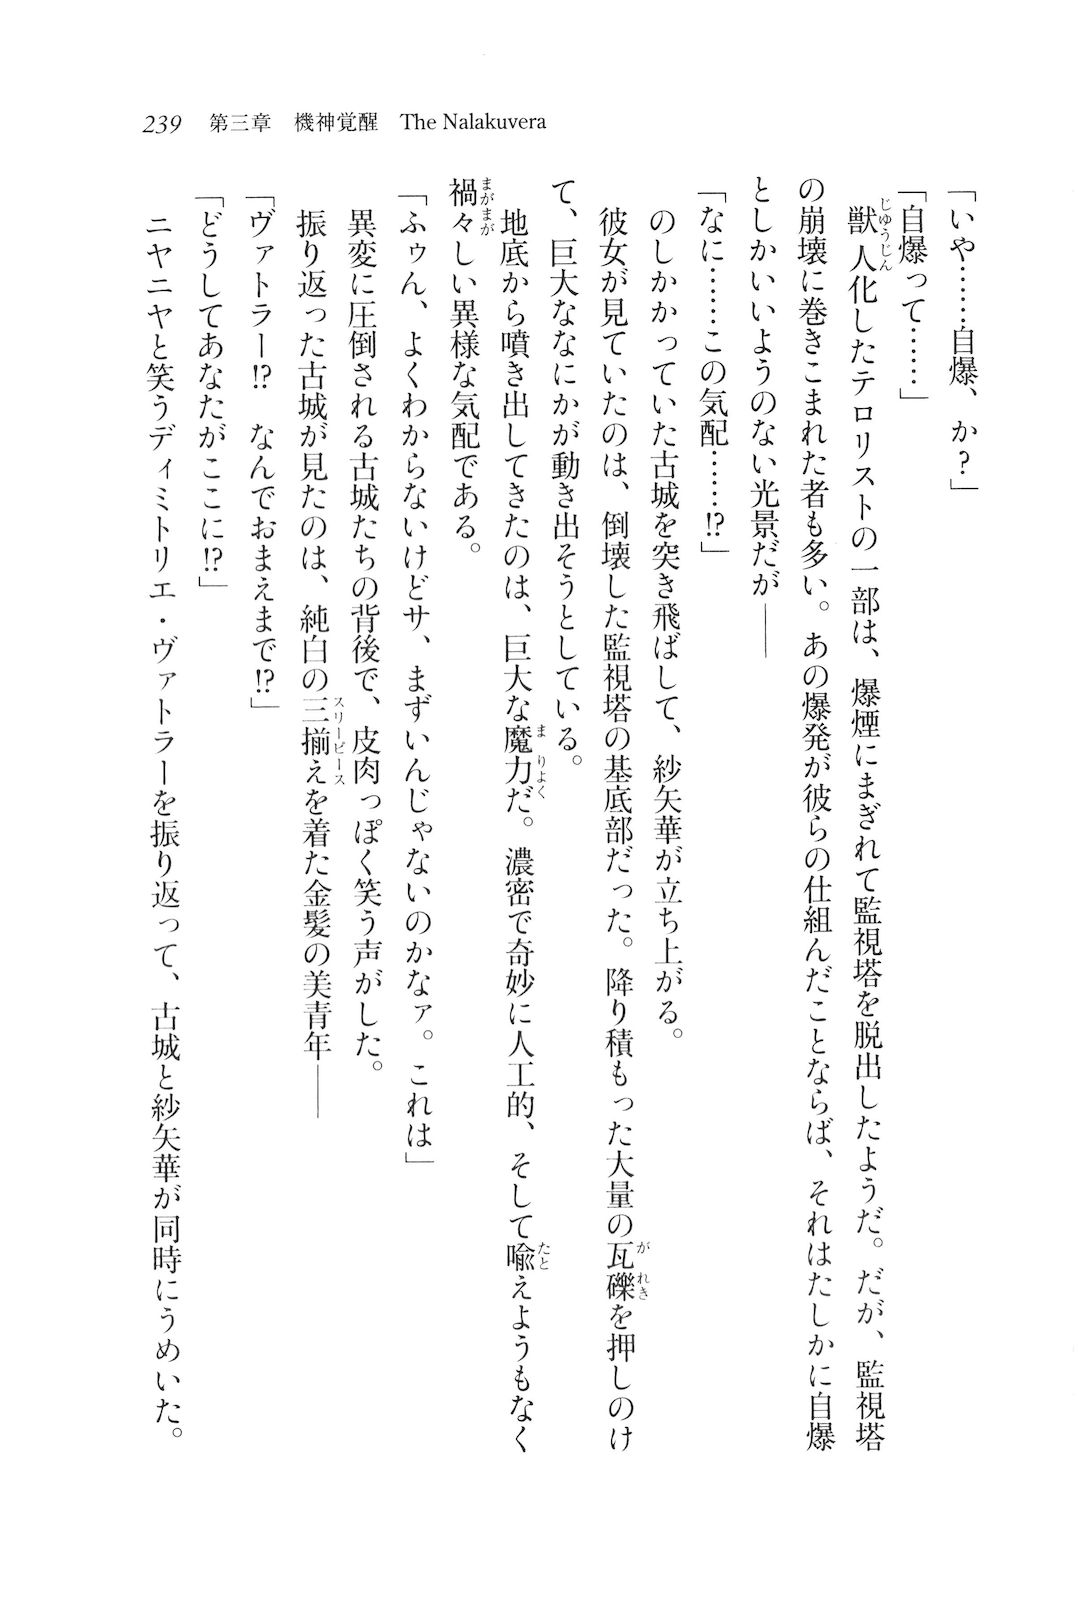 239　第三章　機神覚醒　The Nalakuvera
「いや……自爆、か？」
「自爆って……」
　獣人化したテロリストの一部は、爆煙にまぎれて監視塔を脱出したようだ。だが、監視塔
の崩壊に巻きこまれた者も多い。あの爆発が彼らの仕組んだことならば、それはたしかに自爆
としかいいようのない光景だが――
「なに……この気配……!?」
　のしかかっていた古城を突き飛ばして、紗矢華が立ち上がる。
　彼女が見ていたのは、倒壊した監視塔の基底部だった。降り積もった大量の瓦礫を押しのけ
て、巨大ななにかが動き出そうとしている。
　地底から噴き出してきたのは、巨大な魔力だ。濃密で奇妙に人工的、そして喩えようもなく
禍々しい異様な気配である。
「ふゥん、よくわからないけどサ、まずいんじゃないのかなァ。これは」
　異変に圧倒される古城たちの背後で、皮肉っぽく笑う声がした。
　振り返った古城が見たのは、純白の三揃えを着た金髪の美青年――
「ヴァトラー!?　なんでおまえまで!?」
「どうしてあなたがここに!?」
　ニヤニヤと笑うディミトリエ・ヴァトラーを振り返って、古城と紗矢華が同時にうめいた。